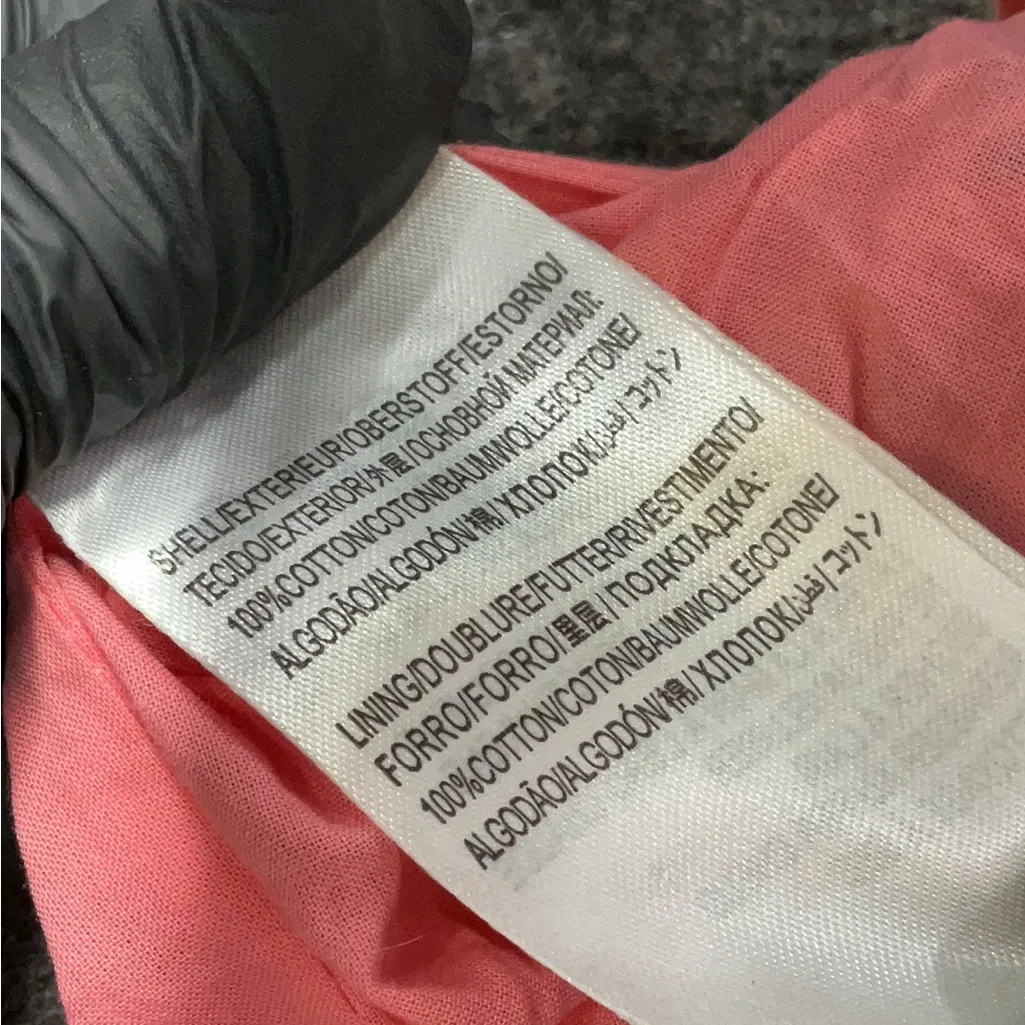 SHELL/EXTERIEUR/OBERSTOFF/ESTORNO/
TECIDO/EXTERIOR/外层/ОСНОВНОЙ МАТЕРИАЛ:
100%COTTON/COTON/BAUMWOLLE/COTONE/
ALGODÃO/ALGODÓN/棉/ХЛОПОК/قطن/コットン
LINING/DOUBLURE/FUTTER/RIVESTIMENTO/
FORRO/FORRO/里层/ПОДКЛАДКА:
100%COTTON/COTON/BAUMWOLLE/COTONE/
ALGODÃO/ALGODÓN/棉/ХЛОПОК/قطن/コットン